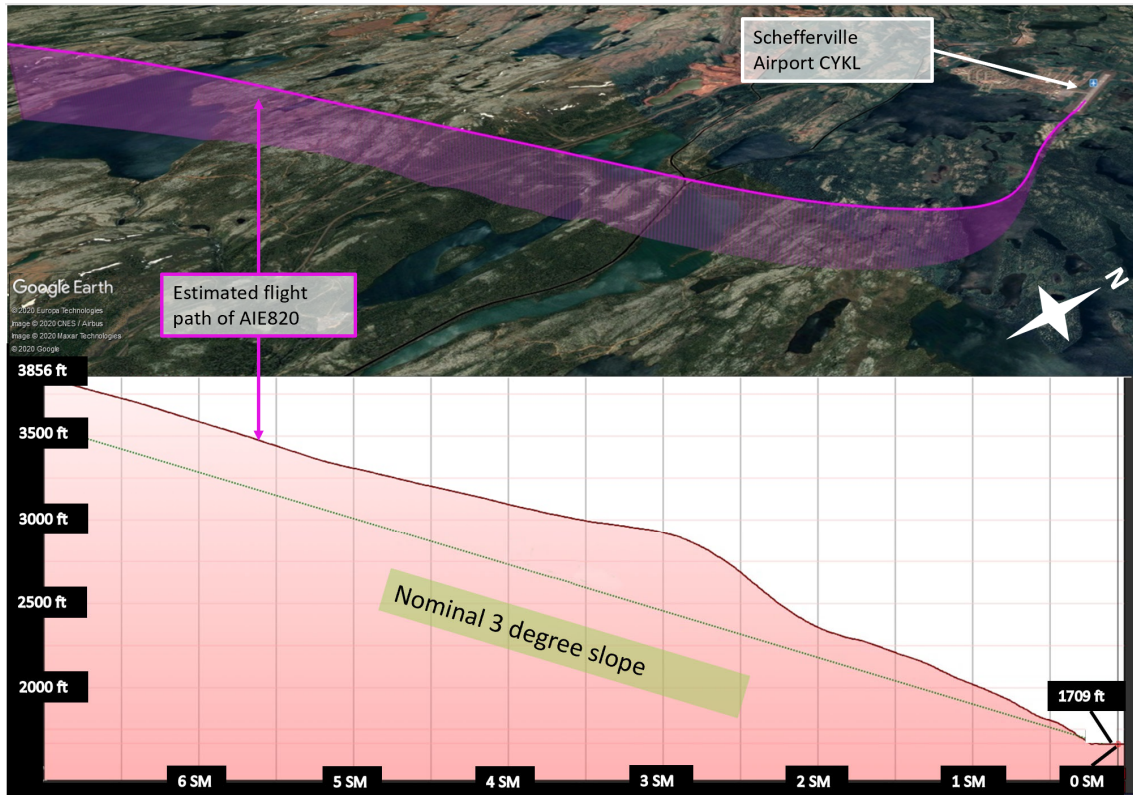 Schefferville
Airport CYKL
N
Estimated flight
path of AIE820
Google Earth
© 2020 Europa Technologies
Image © 2020 CNES / Airbus
Image © 2020 Maxar Technologies
© 2020 Google
3856 ft
3500 ft
3000 ft
2500 ft
2000 ft
Nominal 3 degree slope
1709 ft
6 SM
5 SM
4 SM
3 SM
2 SM
1 SM
0 SM